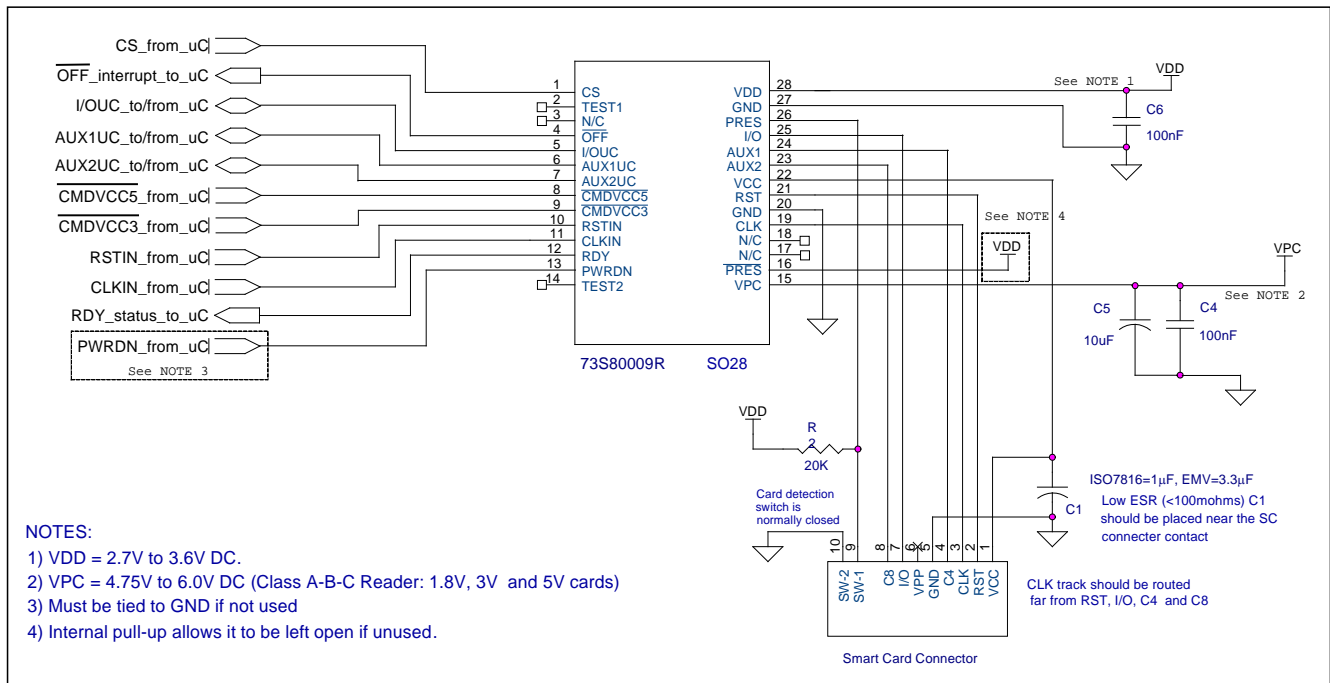 CS_from_uC
OFF_interrupt_to_uC
I/OUC_to/from_uC
AUX1UC_to/from_uC
AUX2UC_to/from_uC
CMDVCC5_from_uC
CMDVCC3_from_uC
RSTIN_from_uC
CLKIN_from_uC
RDY_status_to_uC
PWRDN_from_uC
See NOTE 3
1 CS
2 TEST1
3 N/C
4 OFF
5 I/OUC
6 AUX1UC
7 AUX2UC
8 CMDVCC5
9 CMDVCC3
10 RSTIN
11 CLKIN
12 RDY
13 PWRDN
14 TEST2
VDD 28
GND 27
PRES 26
I/O 25
AUX1 24
AUX2 23
VCC 22
RST 21
GND 20
CLK 19
N/C 18
N/C 17
PRES 16
VPC 15
73S80009R SO28
See NOTE 1
VDD
C6
100nF
See NOTE 4
VDD
VPC
See NOTE 2
C5
10uF
C4
100nF
VDD
R
2
20K
Card detection
switch is
normally closed
ISO7816=1µF, EMV=3.3µF
C1
Low ESR (<100mohms) C1
should be placed near the SC
connecter contact
10 9 8 7 6 5 4 3 2 1
SW-2 SW-1 C8 I/O VPP GND C4 CLK RST VCC
CLK track should be routed
far from RST, I/O, C4 and C8
Smart Card Connector
NOTES:
1) VDD = 2.7V to 3.6V DC.
2) VPC = 4.75V to 6.0V DC (Class A-B-C Reader: 1.8V, 3V and 5V cards)
3) Must be tied to GND if not used
4) Internal pull-up allows it to be left open if unused.